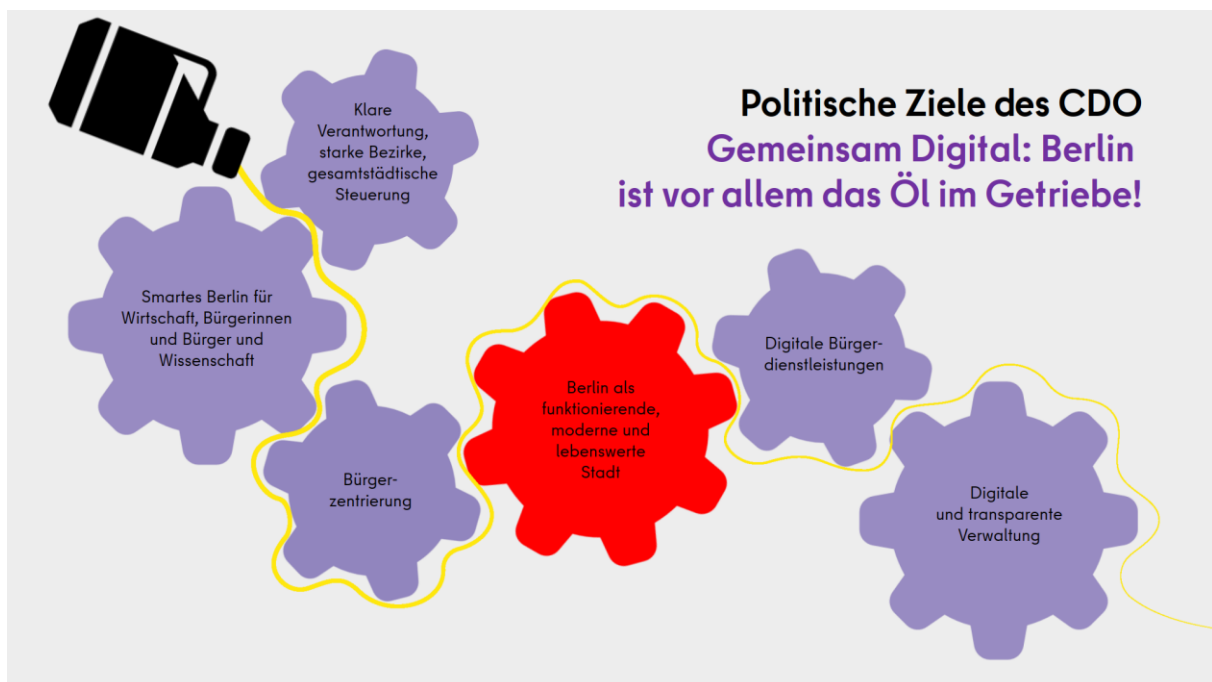 Politische Ziele des CDO
Gemeinsam Digital: Berlin
ist vor allem das Öl im Getriebe!
Klare
Verantwortung,
starke Bezirke,
gesamtstädtische
Steuerung
Smartes Berlin für
Wirtschaft, Bürgerinnen
und Bürger und
Wissenschaft
Bürger-
zentrierung
Berlin als
funktionierende,
moderne und
lebenswerte
Stadt
Digitale Bürger-
dienstleistungen
Digitale
und transparente
Verwaltung